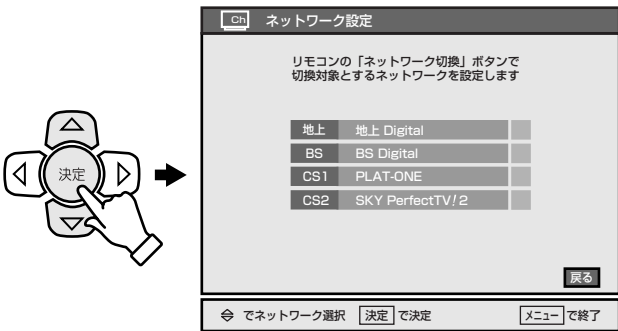 Ch ネットワーク設定
リモコンの「ネットワーク切換」ボタンで
切換対象とするネットワークを設定します
地上 地上 Digital
BS BS Digital
CS1 PLAT-ONE
CS2 SKY PerfectTV!2
決定
戻る
でネットワーク選択 決定 で決定 メニュー で終了